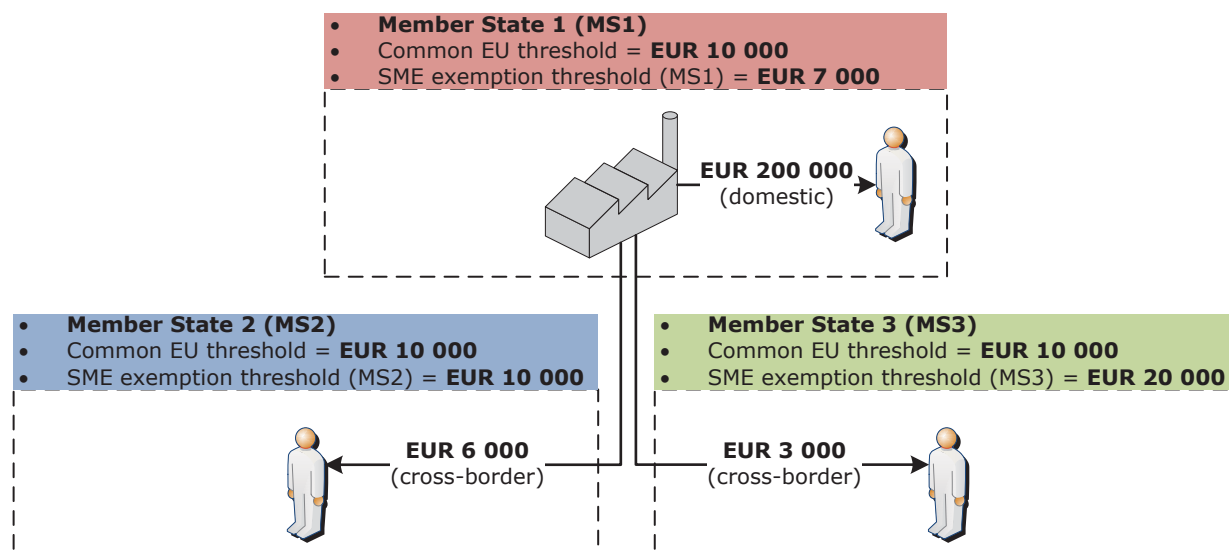 • Member State 1 (MS1)
• Common EU threshold = EUR 10 000
• SME exemption threshold (MS1) = EUR 7 000
EUR 200 000
(domestic)
• Member State 2 (MS2)
• Common EU threshold = EUR 10 000
• SME exemption threshold (MS2) = EUR 10 000
• Member State 3 (MS3)
• Common EU threshold = EUR 10 000
• SME exemption threshold (MS3) = EUR 20 000
EUR 6 000
(cross-border)
EUR 3 000
(cross-border)